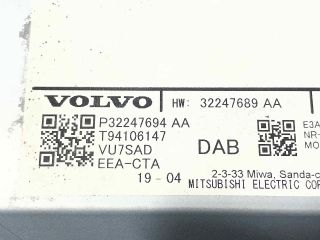 VOLVO HW: 32247689 AA
P32247694 AA
T94106147
VU7SAD DAB
EEA-CTA
19-04
E3A
NR-
MO
2-3-33 Miwa, Sanda-c
MITSUBISHI ELECTRIC COR